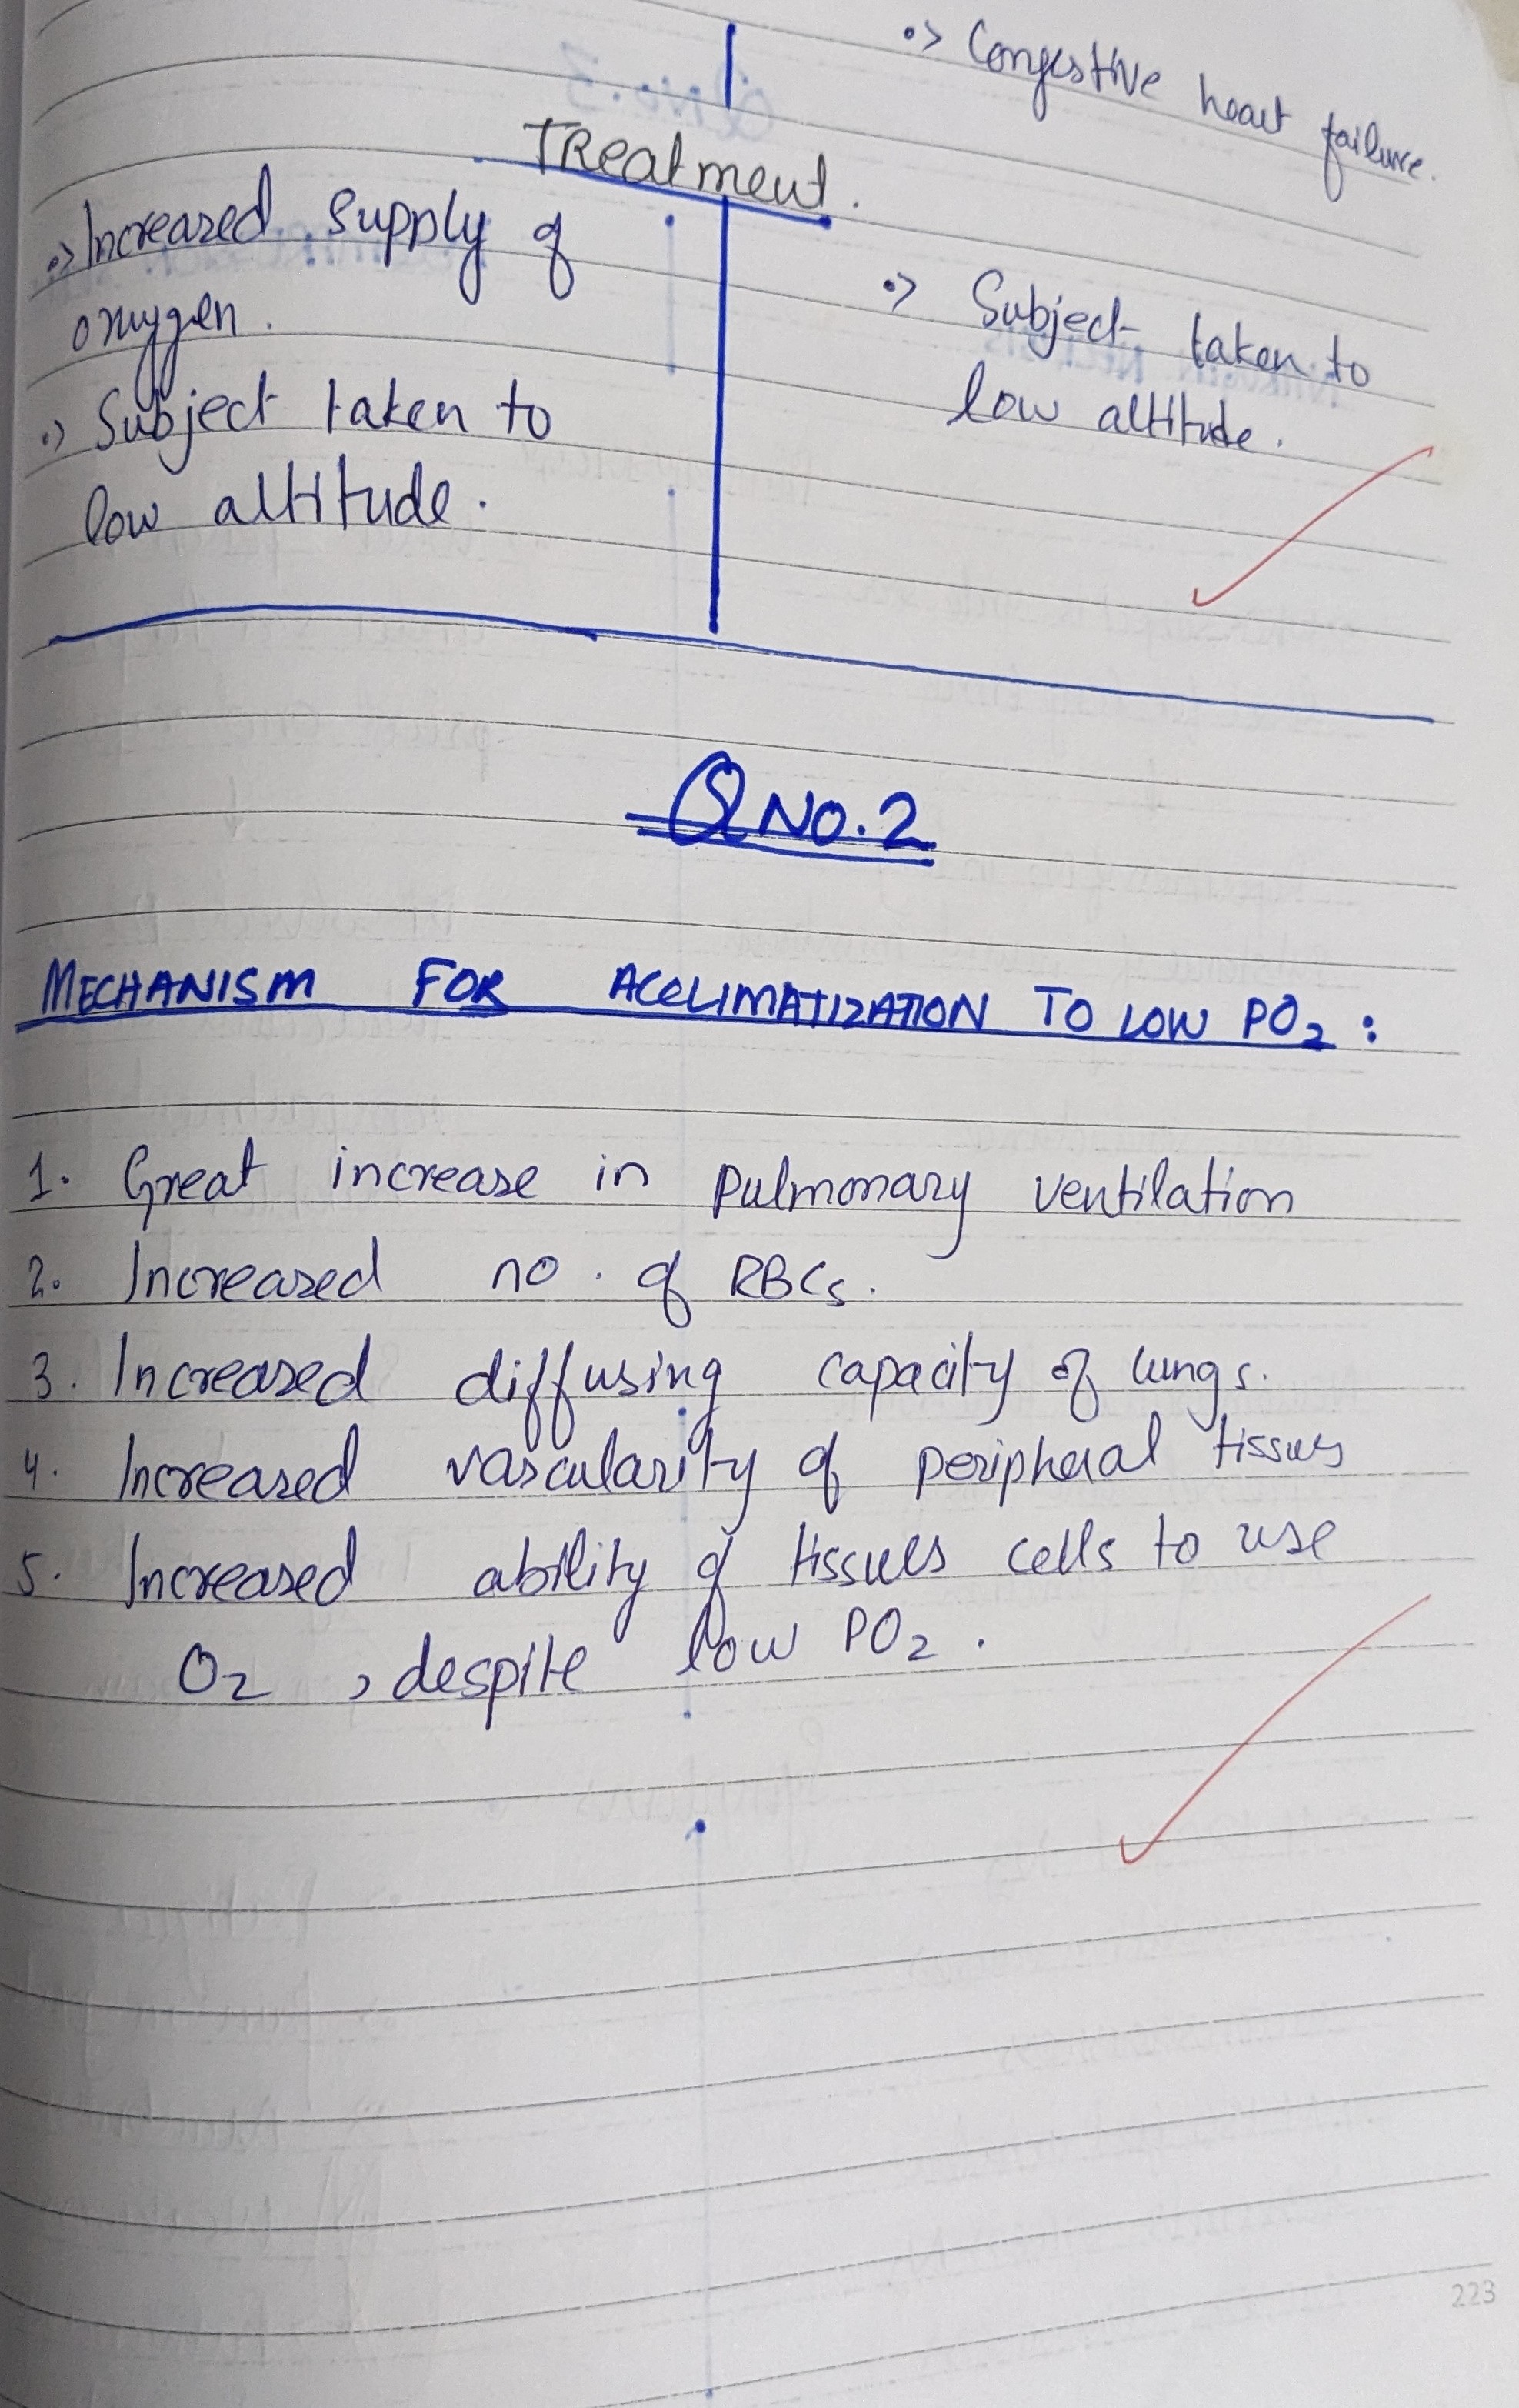 •> Congestive heart failure.
Treatment.
•> Increased supply of
oxygen.
•> Subject taken to
low altitude.
•> Subject taken to
low altitude.
Q NO.2
MECHANISM FOR ACCLIMATIZATION TO LOW PO₂ :
1. Great increase in pulmonary ventilation
2. Increased no. of RBCs.
3. Increased diffusing capacity of lungs.
4. Increased vascularity of peripheral tissues
5. Increased ability of tissues cells to use
O₂ , despite low PO₂ .
223